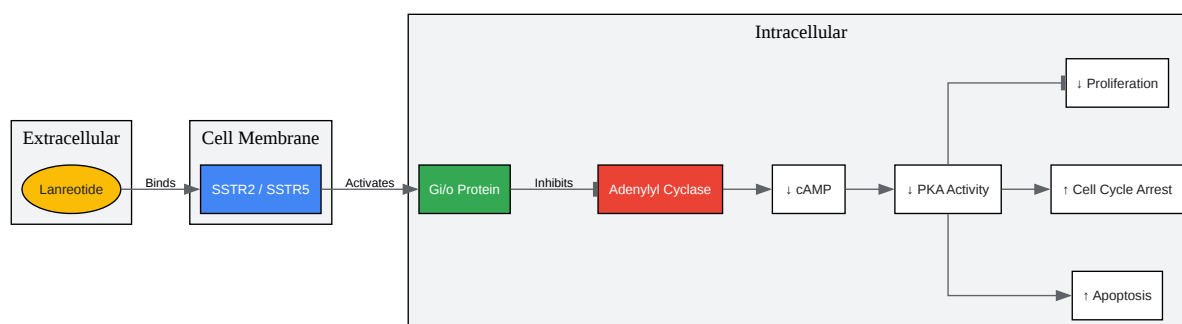 Intracellular
↓ Proliferation
Extracellular
Cell Membrane
Lanreotide
Binds
SSTR2 / SSTR5
Activates
Gi/o Protein
Inhibits
Adenylyl Cyclase
↓ cAMP
↓ PKA Activity
↑ Cell Cycle Arrest
↑ Apoptosis